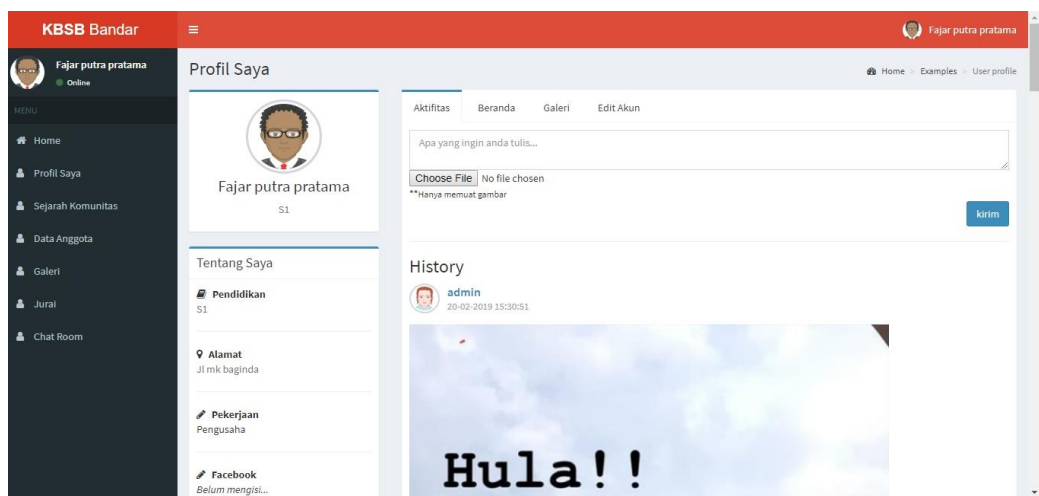 KBSB Bandar
Fajar putra pratama
Fajar putra pratama
Online
MENU
Home
Profil Saya
Sejarah Komunitas
Data Anggota
Galeri
Jurai
Chat Room
Profil Saya
Home > Examples > User profile
Fajar putra pratama
S1
Tentang Saya
Pendidikan
S1
Alamat
Jl mk baginda
Pekerjaan
Pengusaha
Facebook
Belum mengisi...
Aktifitas Beranda Galeri Edit Akun
Apa yang ingin anda tulis...
Choose File No file chosen
**Hanya memuat gambar
kirim
History
admin
20-02-2019 15:30:51
Hula!!